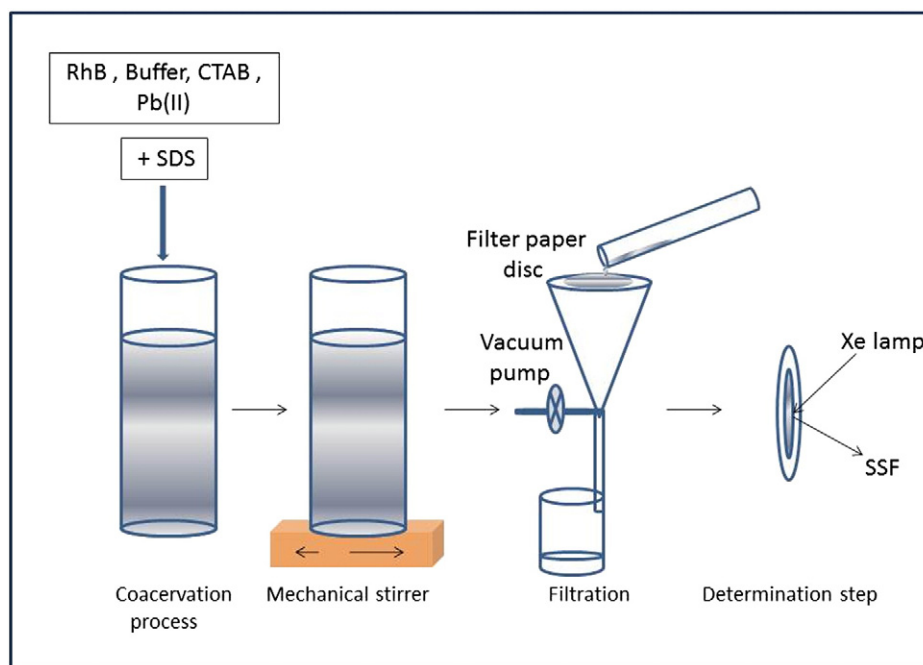 RhB , Buffer, CTAB ,
Pb(II)
+ SDS
Filter paper
disc
Vacuum
pump
Xe lamp
SSF
Coacervation
process
Mechanical stirrer
Filtration
Determination step